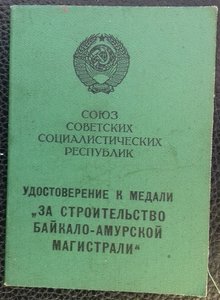 СОЮЗ
СОВЕТСКИХ
СОЦИАЛИСТИЧЕСКИХ
РЕСПУБЛИК
УДОСТОВЕРЕНИЕ К МЕДАЛИ
„ЗА СТРОИТЕЛЬСТВО
БАЙКАЛО-АМУРСКОЙ
МАГИСТРАЛИ“